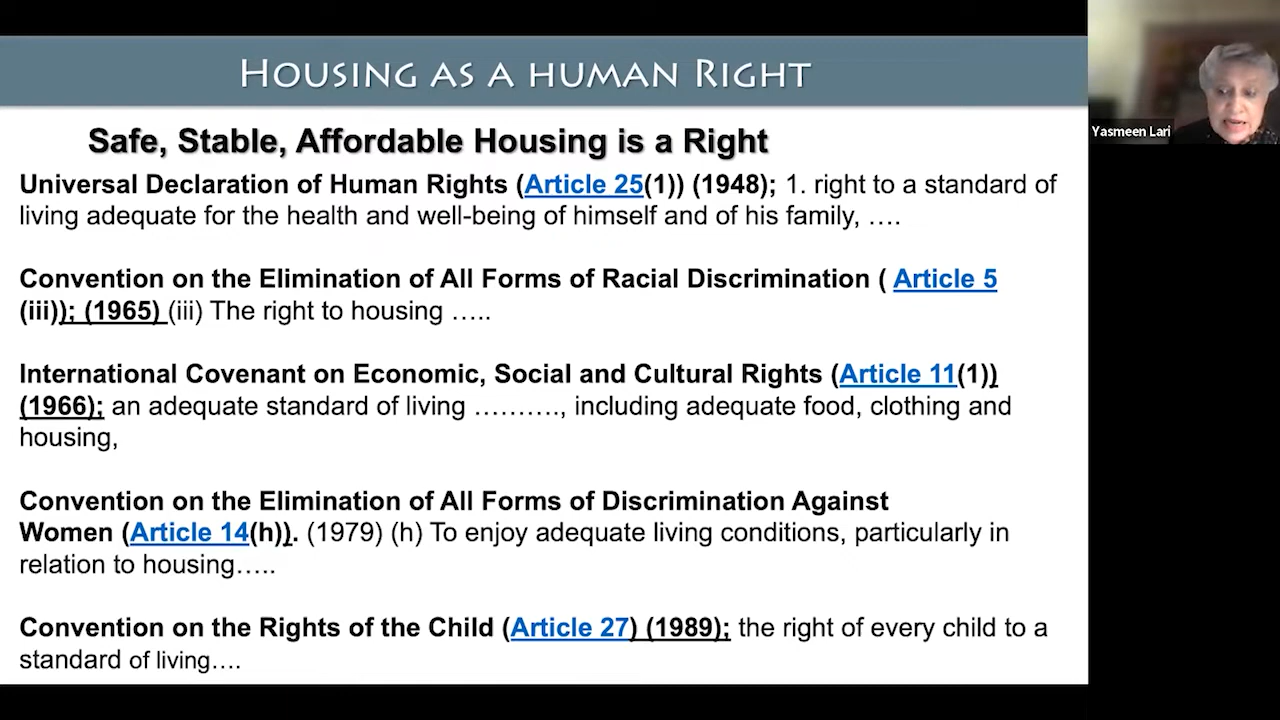 HOUSING AS A HUMAN RIGHT
Safe, Stable, Affordable Housing is a Right
Universal Declaration of Human Rights (Article 25(1)) (1948); 1. right to a standard of
living adequate for the health and well-being of himself and of his family, ….
Convention on the Elimination of All Forms of Racial Discrimination ( Article 5
(iii)); (1965) (iii) The right to housing …..
International Covenant on Economic, Social and Cultural Rights (Article 11(1))
(1966); an adequate standard of living ………., including adequate food, clothing and
housing,
Convention on the Elimination of All Forms of Discrimination Against
Women (Article 14(h)). (1979) (h) To enjoy adequate living conditions, particularly in
relation to housing…..
Convention on the Rights of the Child (Article 27) (1989); the right of every child to a
standard of living….
Yasmeen Lari